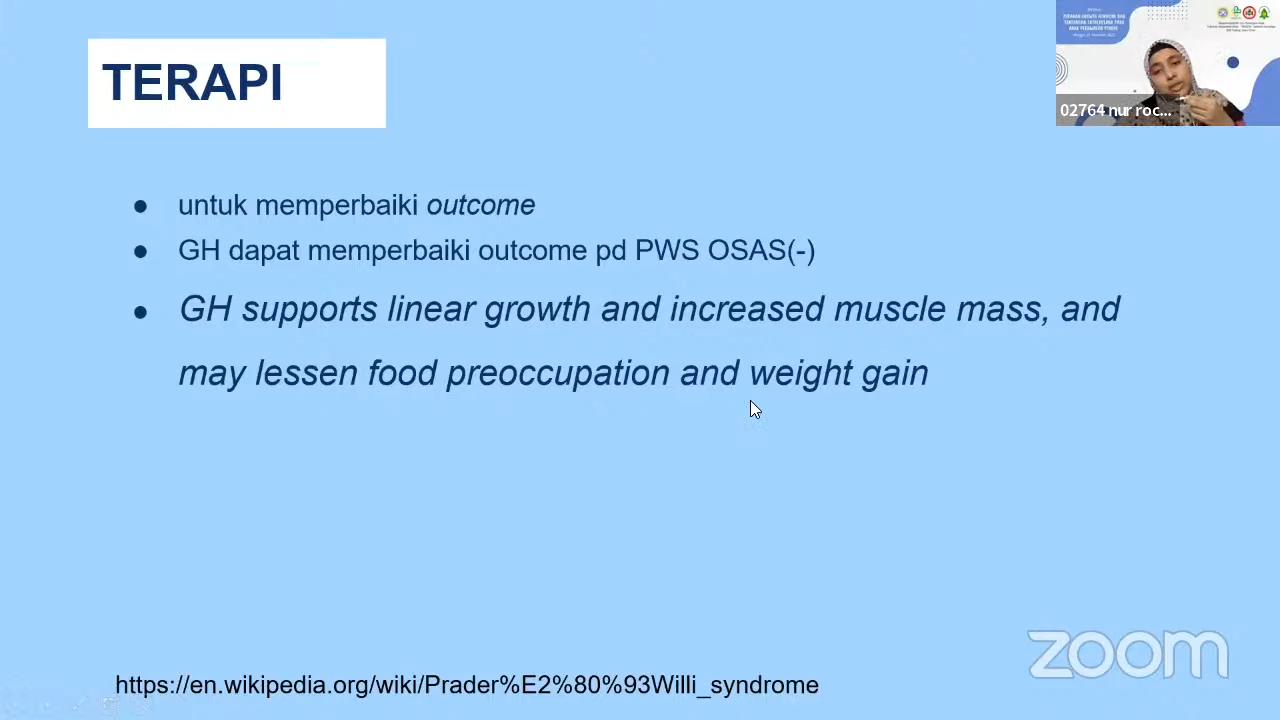 TERAPI
02764 nur roc...
● untuk memperbaiki outcome
● GH dapat memperbaiki outcome pd PWS OSAS(-)
● GH supports linear growth and increased muscle mass, and
may lessen food preoccupation and weight gain
zoom
https://en.wikipedia.org/wiki/Prader%E2%80%93Willi_syndrome